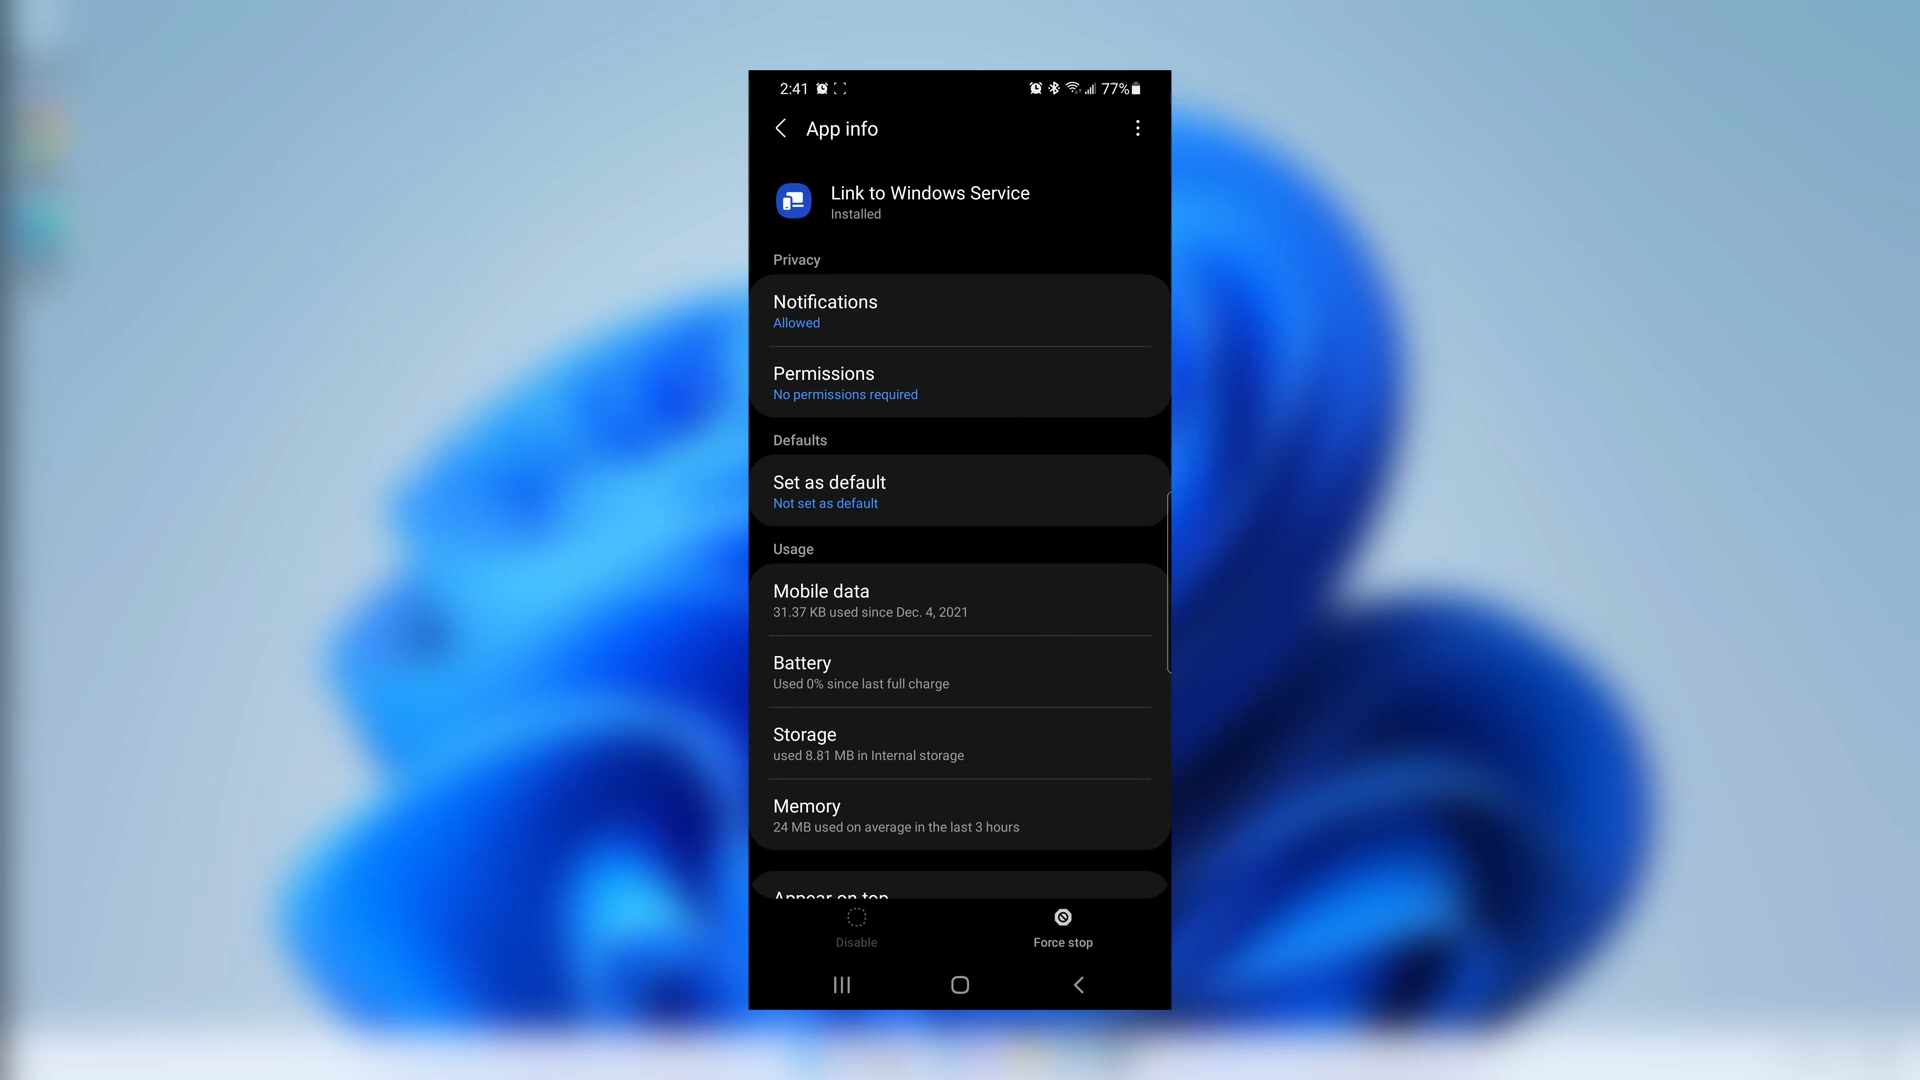 2:41 77%
App info
Link to Windows Service
Installed
Privacy
Notifications
Allowed
Permissions
No permissions required
Defaults
Set as default
Not set as default
Usage
Mobile data
31.37 KB used since Dec. 4, 2021
Battery
Used 0% since last full charge
Storage
used 8.81 MB in Internal storage
Memory
24 MB used on average in the last 3 hours
Appear on top
Disable Force stop